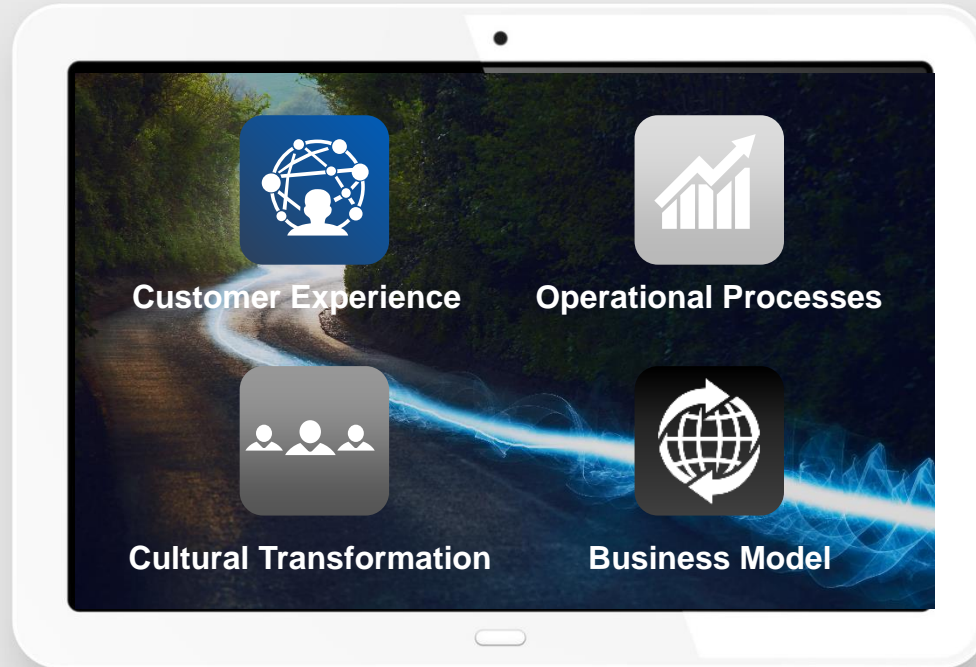 Customer Experience
Operational Processes
Cultural Transformation
Business Model